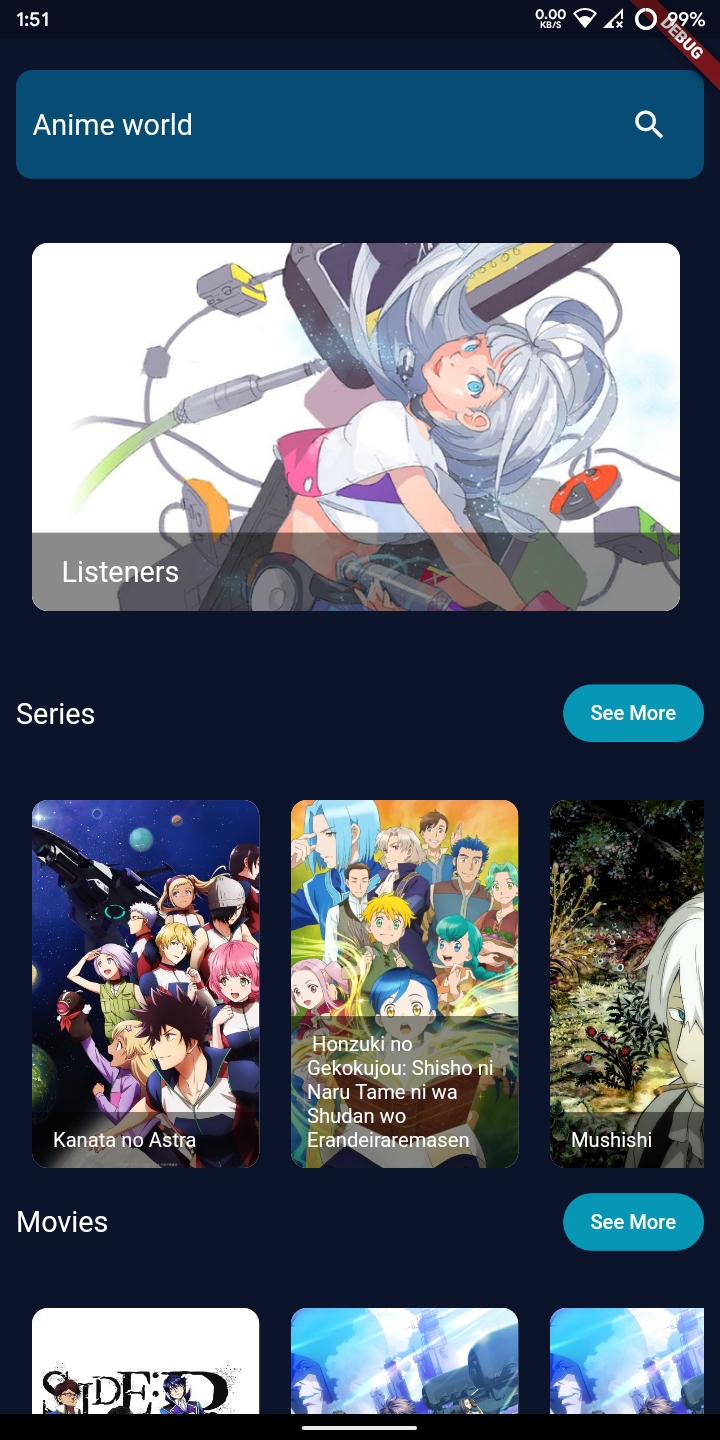 1:51
0.00
KB/S
99%
DEBUG
Anime world
Listeners
Series
See More
Kanata no Astra
Honzuki no
Gekokujou: Shisho ni
Naru Tame ni wa
Shudan wo
Erandeiraremasen
Mushishi
Movies
See More
SIDE: